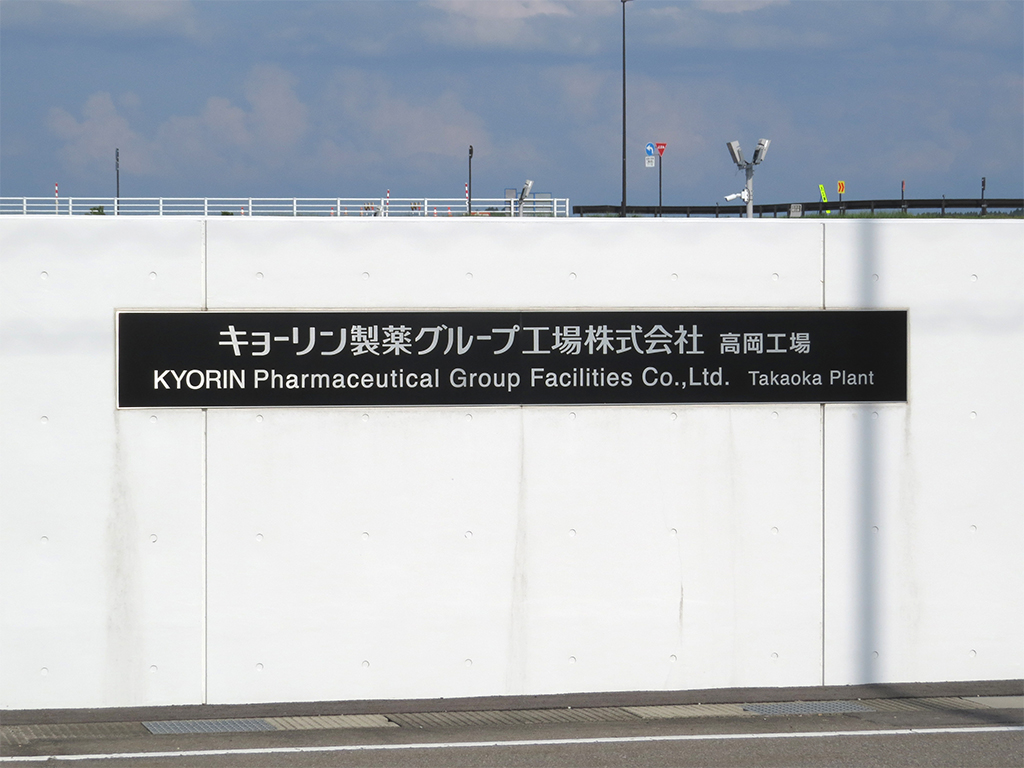 キョーリン製薬グループ工場株式会社 高岡工場
KYORIN Pharmaceutical Group Facilities Co.,Ltd. Takaoka Plant